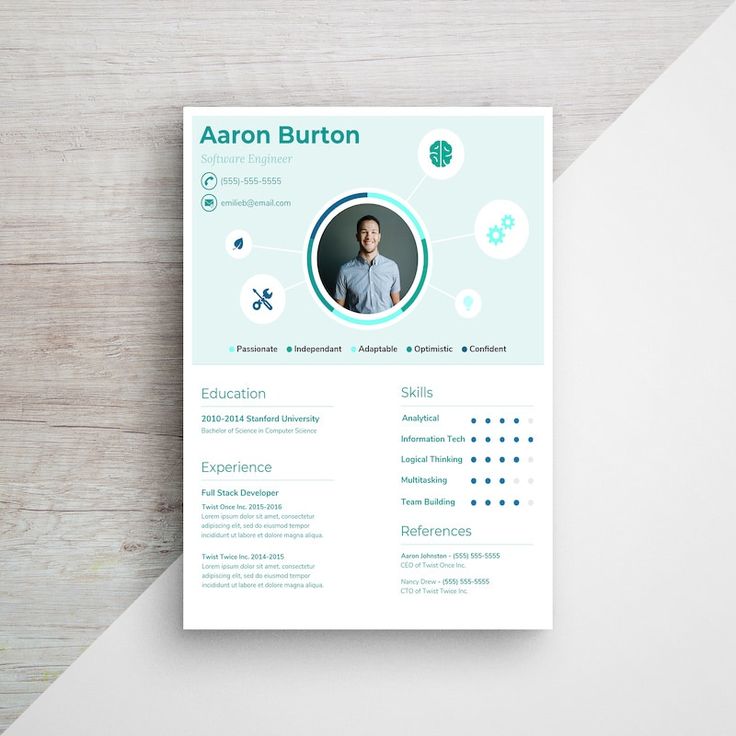 Aaron Burton
Software Engineer
(555)-555-5555
emilieb@email.com
Passionate Independant Adaptable Optimistic Confident
Education
2010-2014 Stanford University
Bachelor of Science in Computer Science
Experience
Full Stack Developer
Twist Once Inc. 2015-2016
Lorem ipsum dolor sit amet, consectetur
adipiscing elit, sed do eiusmod tempor
incididunt ut labore et dolore magna aliqua.
Twist Twice Inc. 2014-2015
Lorem ipsum dolor sit amet, consectetur
adipiscing elit, sed do eiusmod tempor
incididunt ut labore et dolore magna aliqua.
Skills
Analytical
Information Tech
Logical Thinking
Multitasking
Team Building
References
Aaron Johnston - (555) 555-5555
CEO of Twist Once Inc.
Nancy Drew - (555) 555-5555
CTO of Twist Twice Inc.